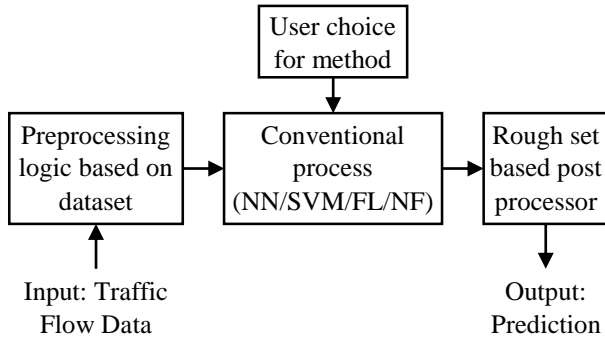 User choice
for method
Preprocessing
logic based on
dataset
Conventional
process
(NN/SVM/FL/NF)
Rough set
based post
processor
Input: Traffic
Flow Data
Output:
Prediction